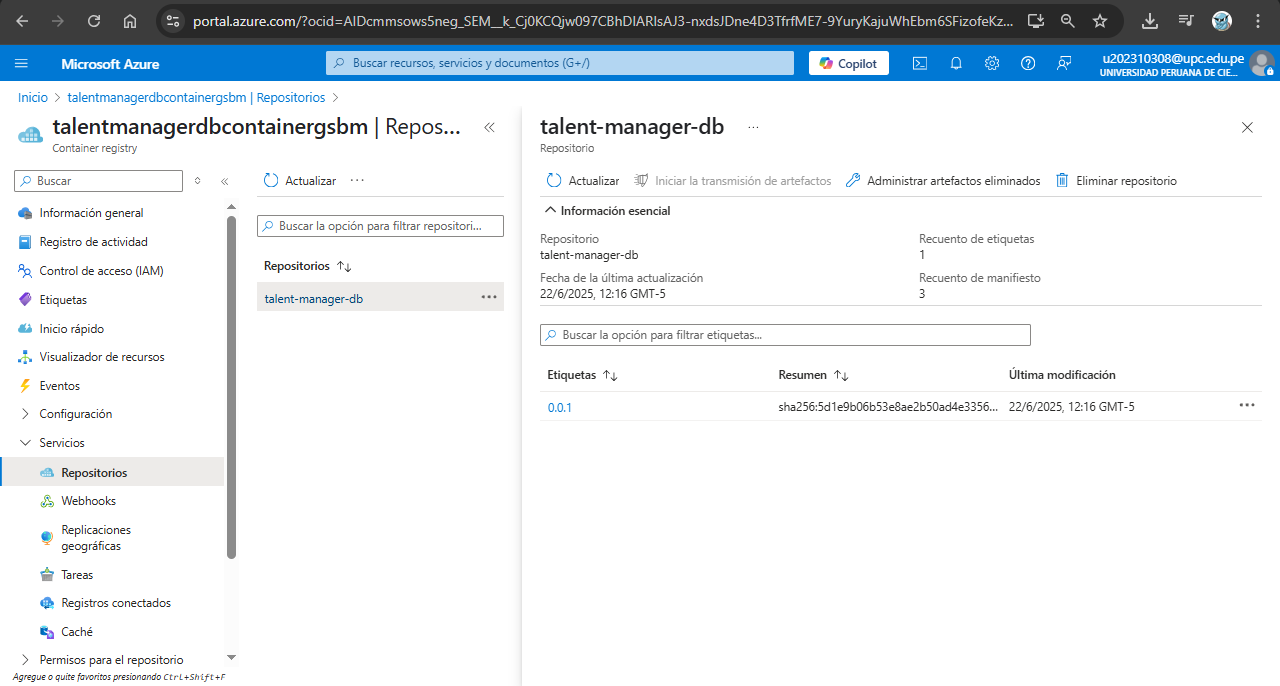 portal.azure.com/?ocid=AIDcmmsows5neg_SEM__k_Cj0KCQjw097CBhDIARIsAJ3-nxdsJDne4D3TfrfME7-9YuryKajuWhEbm6SFizofeKz...
Microsoft Azure
Buscar recursos, servicios y documentos (G+/)
Copilot
u202310308@upc.edu.pe
UNIVERSIDAD PERUANA DE CIE...
Inicio > talentmanagerdbcontainergsbm | Repositorios >
talentmanagerdbcontainergsbm | Repos...
Container registry
Buscar
Información general
Registro de actividad
Control de acceso (IAM)
Etiquetas
Inicio rápido
Visualizador de recursos
Eventos
Configuración
Servicios
Repositorios
Webhooks
Replicaciones
geográficas
Tareas
Registros conectados
Caché
Permisos para el repositorio
Agregue o quite favoritos presionando Ctrl+Shift+F
Actualizar
Buscar la opción para filtrar repositori...
Repositorios
talent-manager-db
talent-manager-db
Repositorio
Actualizar Iniciar la transmisión de artefactos Administrar artefactos eliminados Eliminar repositorio
Información esencial
Repositorio
talent-manager-db
Fecha de la última actualización
22/6/2025, 12:16 GMT-5
Recuento de etiquetas
1
Recuento de manifiesto
3
Buscar la opción para filtrar etiquetas...
Etiquetas Resumen Última modificación
0.0.1 sha256:5d1e9b06b53e8ae2b50ad4e3356... 22/6/2025, 12:16 GMT-5